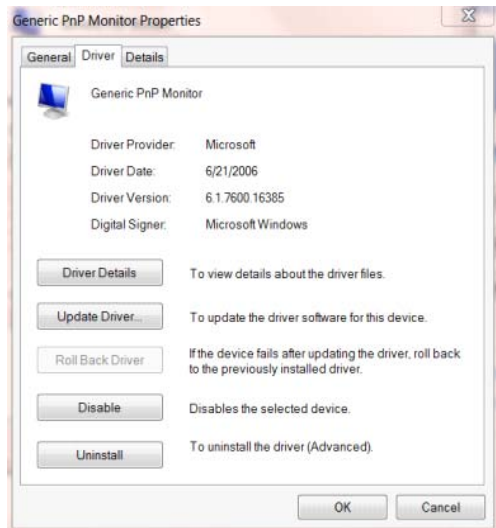 Generic PnP Monitor Properties
General Driver Details
Generic PnP Monitor
Driver Provider: Microsoft
Driver Date: 6/21/2006
Driver Version: 6.1.7600.16385
Digital Signer: Microsoft Windows
Driver Details To view details about the driver files.
Update Driver... To update the driver software for this device.
Roll Back Driver If the device fails after updating the driver, roll back
to the previously installed driver.
Disable Disables the selected device.
Uninstall To uninstall the driver (Advanced).
OK Cancel